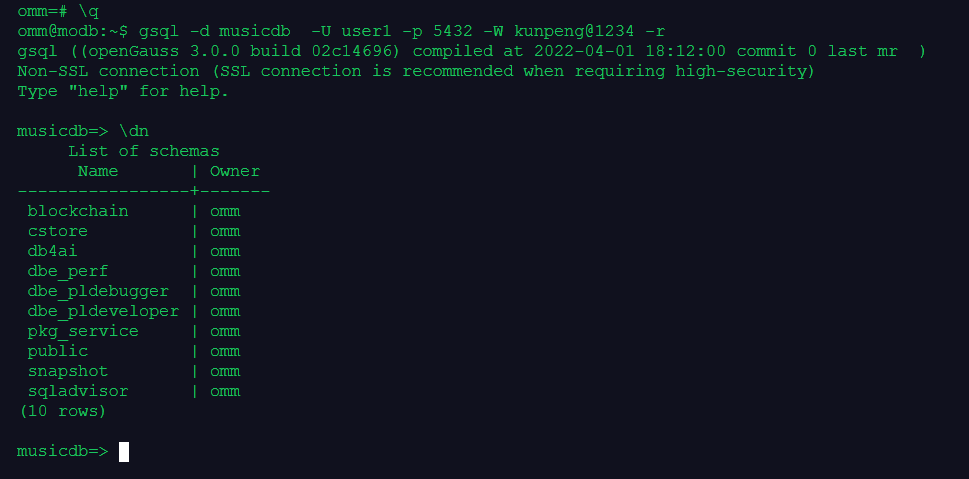 omm=# \q
omm@modb:~$ gsql -d musicdb  -U user1 -p 5432 -W kunpeng@1234 -r
gsql ((openGauss 3.0.0 build 02c14696) compiled at 2022-04-01 18:12:00 commit 0 last mr  )
Non-SSL connection (SSL connection is recommended when requiring high-security)
Type "help" for help.

musicdb=> \dn
     List of schemas
      Name       | Owner
-----------------+-------
 blockchain      | omm
 cstore          | omm
 db4ai           | omm
 dbe_perf        | omm
 dbe_pldebugger  | omm
 dbe_pldeveloper | omm
 pkg_service     | omm
 public          | omm
 snapshot        | omm
 sqladvisor      | omm
(10 rows)

musicdb=>